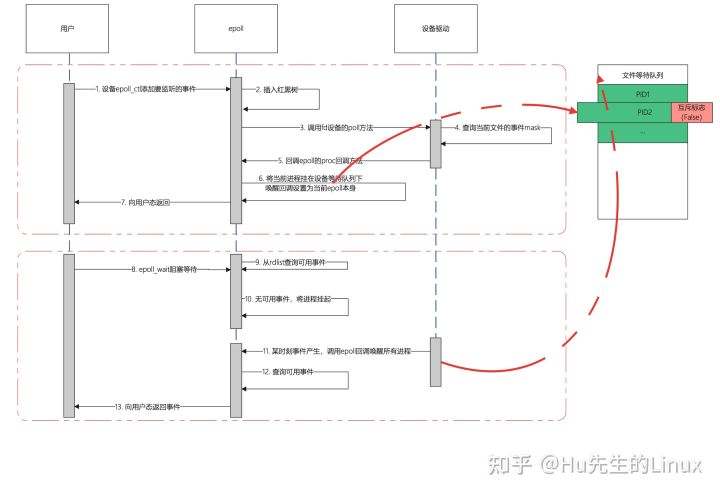 用户
epoll
设备驱动
文件等待队列
PID1
PID2
互斥标志
（False）
...
1. 设备epoll_ct添加要监听的事件
2. 插入红黑树
3. 调用fd设备的poll方法
4. 查询当前文件的事件mask
5. 回调epoll的proc回调方法
6. 将当前进程挂在设备等待队列下
唤醒回调设置为当前epoll本身
7. 向用户态返回
8. epoll_wait阻塞等待
9. 从rdlist查询可用事件
10. 无可用事件，将进程挂起
11. 某时刻事件产生，调用epoll回调唤醒所有进程
12. 查询可用事件
13. 向用户态返回事件
知乎 @Hu先生的Linux